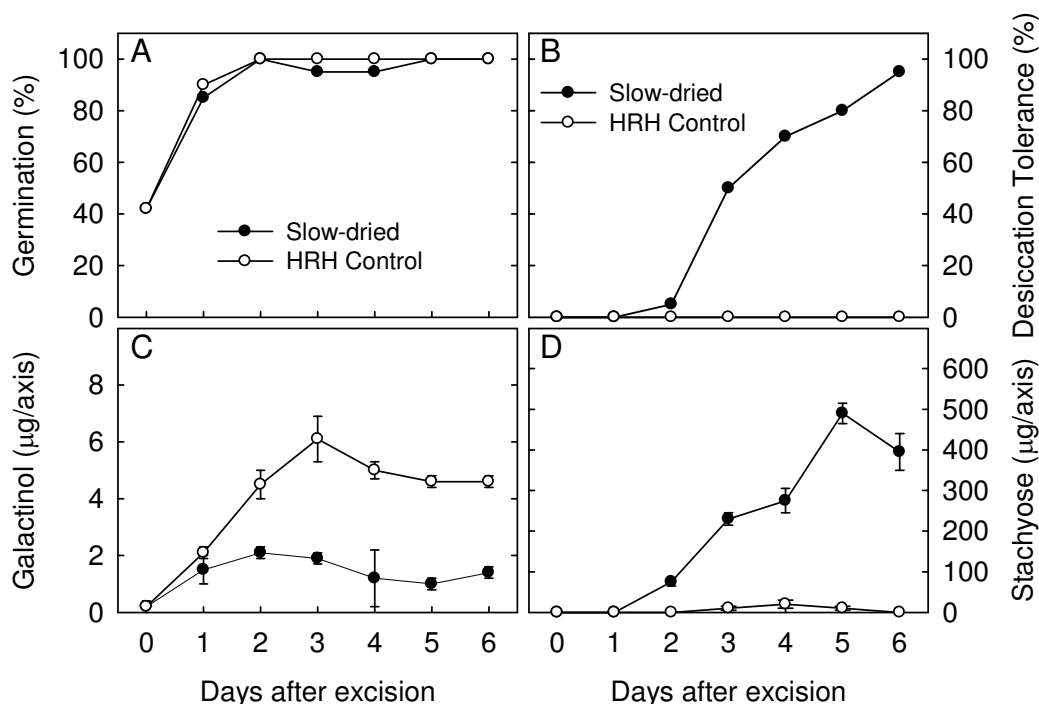 A
Germination (%)
100
80
60
40
20
0
Slow-dried
HRH Control
B
Desiccation Tolerance (%)
100
80
60
40
20
0
Slow-dried
HRH Control
C
Galactinol (μg/axis)
8
6
4
2
0
0 1 2 3 4 5 6
Days after excision
D
Stachyose (μg/axis)
600
500
400
300
200
100
0
0 1 2 3 4 5 6
Days after excision